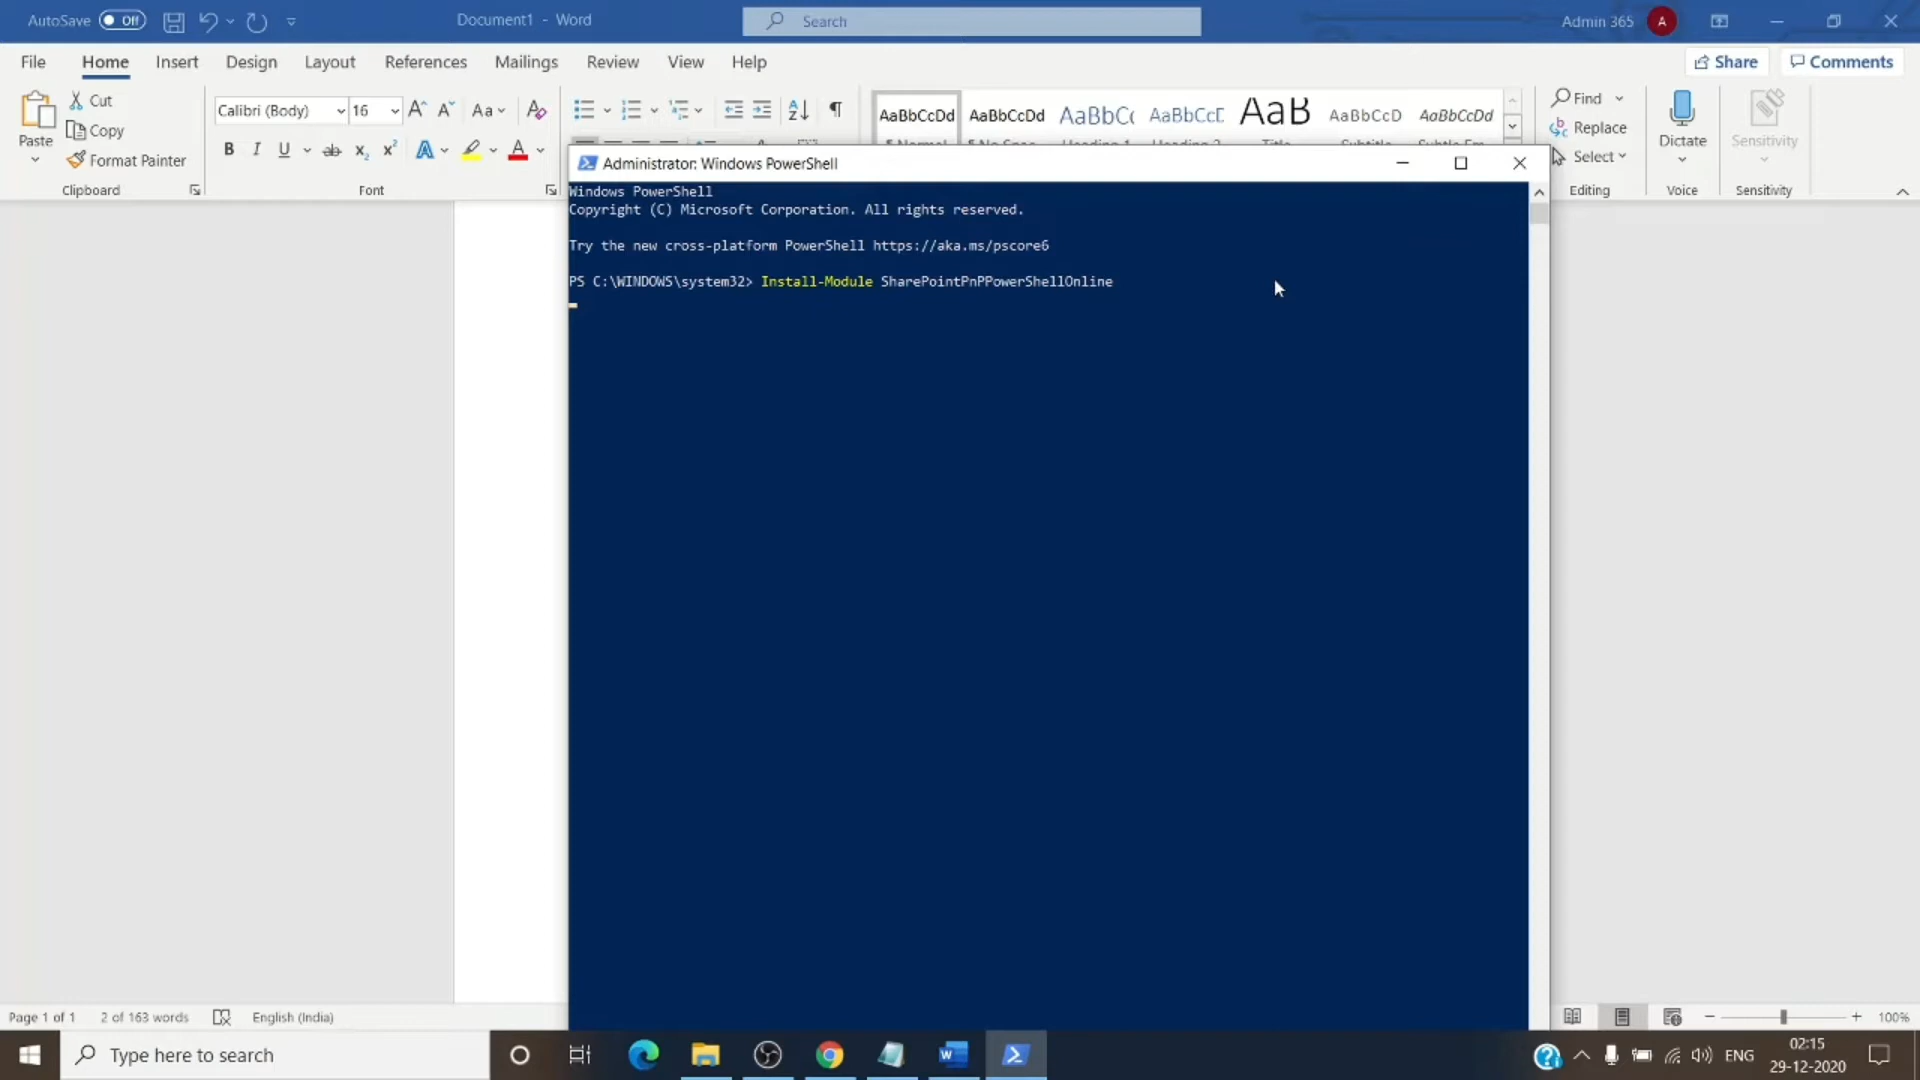 AutoSave Off Document1 - Word Search Admin 365 A
File Home Insert Design Layout References Mailings Review View Help Share Comments
Paste Cut Copy Format Painter Clipboard
Calibri (Body) 16 Aa
B I U ab x₂ x² A A Font
AaBbCcDd AaBbCcDd AaBbCc AaBbCcE AaB AaBbCcD AaBbCcDd
Find Replace Select Editing
Dictate Voice
Sensitivity Sensitivity
Administrator: Windows PowerShell
Windows PowerShell
Copyright (C) Microsoft Corporation. All rights reserved.
Try the new cross-platform PowerShell https://aka.ms/pscore6
PS C:\WINDOWS\system32> Install-Module SharePointPnPPowerShellOnline
Page 1 of 1 2 of 163 words English (India) 100%
Type here to search ENG 02:15
29-12-2020